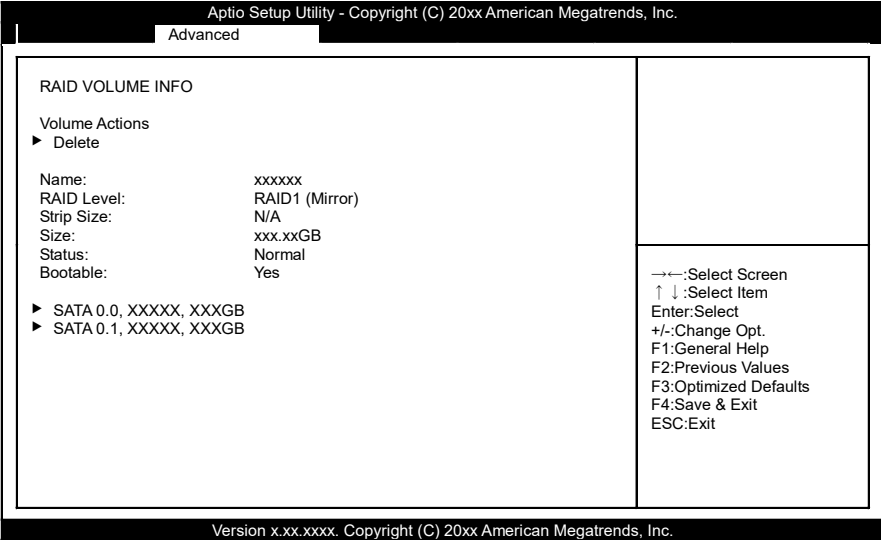 Aptio Setup Utility - Copyright (C) 20xx American Megatrends, Inc.
Advanced
RAID VOLUME INFO
Volume Actions
► Delete
Name: xxxxxx
RAID Level: RAID1 (Mirror)
Strip Size: N/A
Size: xxx.xxGB
Status: Normal
Bootable: Yes
► SATA 0.0, XXXXX, XXXGB
► SATA 0.1, XXXXX, XXXGB
→←:Select Screen
↑↓:Select Item
Enter:Select
+/-:Change Opt.
F1:General Help
F2:Previous Values
F3:Optimized Defaults
F4:Save & Exit
ESC:Exit
Version x.xx.xxxx. Copyright (C) 20xx American Megatrends, Inc.